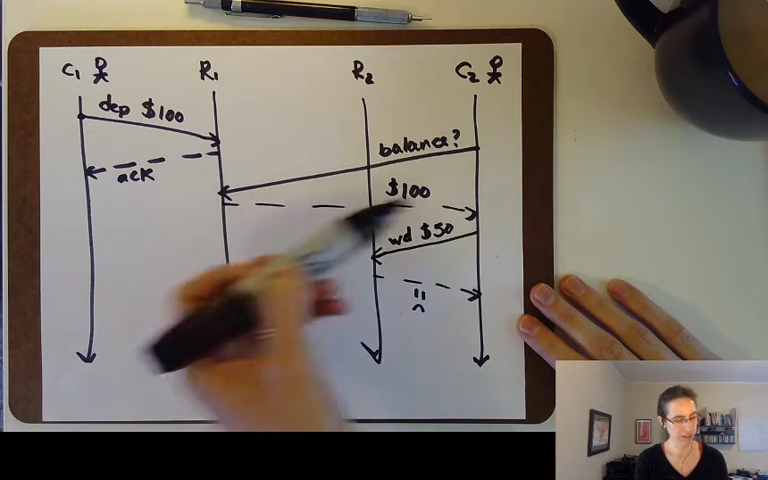 C₁ R₁ R₂ C₂
dep $100
balance?
ack
$100
wd $50